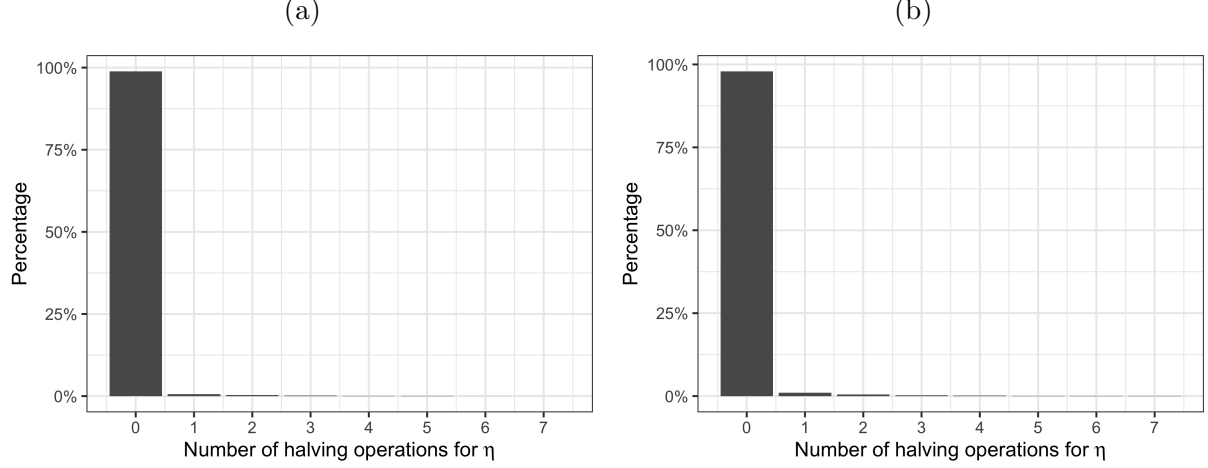 (a)
100%
75%
50%
25%
0%
Percentage
0 1 2 3 4 5 6 7
Number of halving operations for η
(b)
100%
75%
50%
25%
0%
Percentage
0 1 2 3 4 5 6 7
Number of halving operations for η